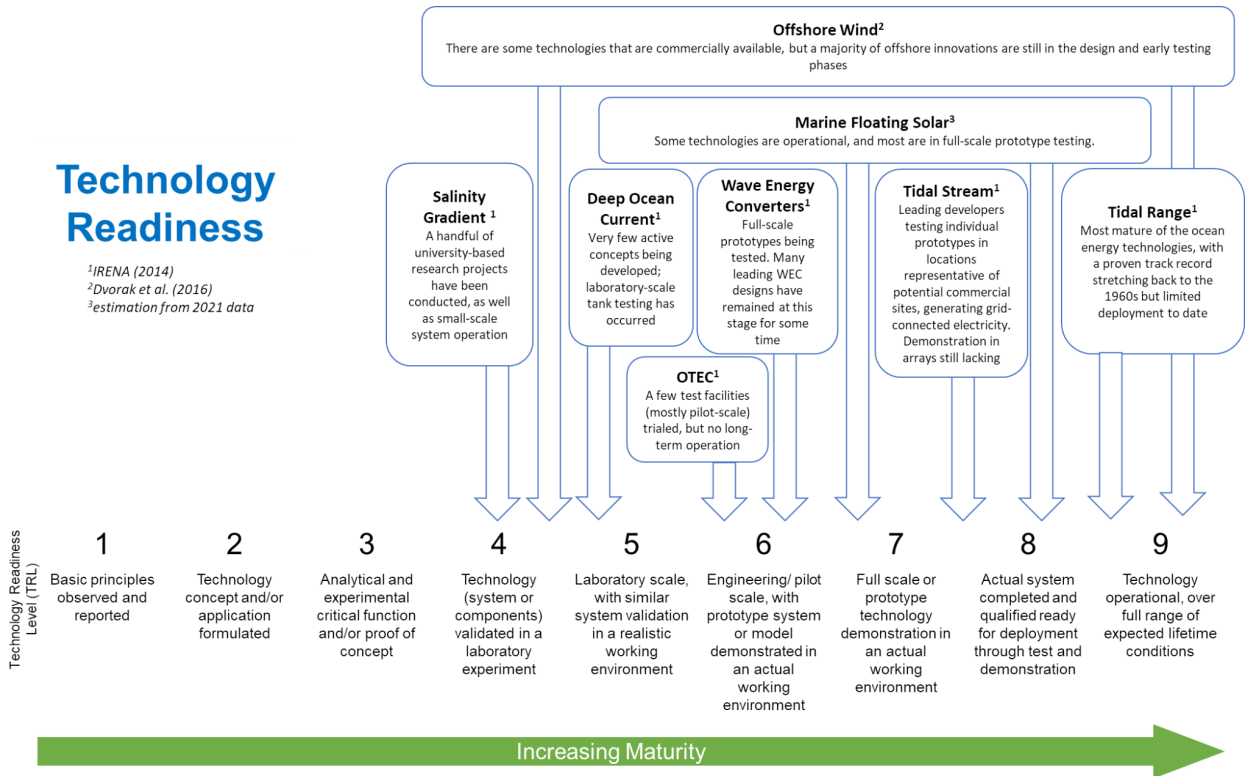 Offshore Wind2
There are some technologies that are commercially available, but a majority of offshore innovations are still in the design and early testing
phases
Marine Floating Solar3
Some technologies are operational, and most are in full-scale prototype testing.
Technology
Readiness
1IRENA (2014)
2Dvorak et al. (2016)
3estimation from 2021 data
Salinity
Gradient 1
A handful of
university-based
research projects
have been
conducted, as well
as small-scale
system operation
Deep Ocean
Current1
Very few active
concepts being
developed;
laboratory-scale
tank testing has
occurred
Wave Energy
Converters1
Full-scale
prototypes being
tested. Many
leading WEC
designs have
remained at this
stage for some
time
Tidal Stream1
Leading developers
testing individual
prototypes in
locations
representative of
potential commercial
sites, generating grid-
connected electricity.
Demonstration in
arrays still lacking
Tidal Range1
Most mature of the ocean
energy technologies, with
a proven track record
stretching back to the
1960s but limited
deployment to date
OTEC1
A few test facilities
(mostly pilot-scale)
trialed, but no long-
term operation
Technology Readiness
Level (TRL)
1
Basic principles
observed and
reported
2
Technology
concept and/or
application
formulated
3
Analytical and
experimental
critical function
and/or proof of
concept
4
Technology
(system or
components)
validated in a
laboratory
experiment
5
Laboratory scale,
with similar
system validation
in a realistic
working
environment
6
Engineering/ pilot
scale, with
prototype system
or model
demonstrated in
an actual
working
environment
7
Full scale or
prototype
technology
demonstration in
an actual
working
environment
8
Actual system
completed and
qualified ready
for deployment
through test and
demonstration
9
Technology
operational, over
full range of
expected lifetime
conditions
Increasing Maturity